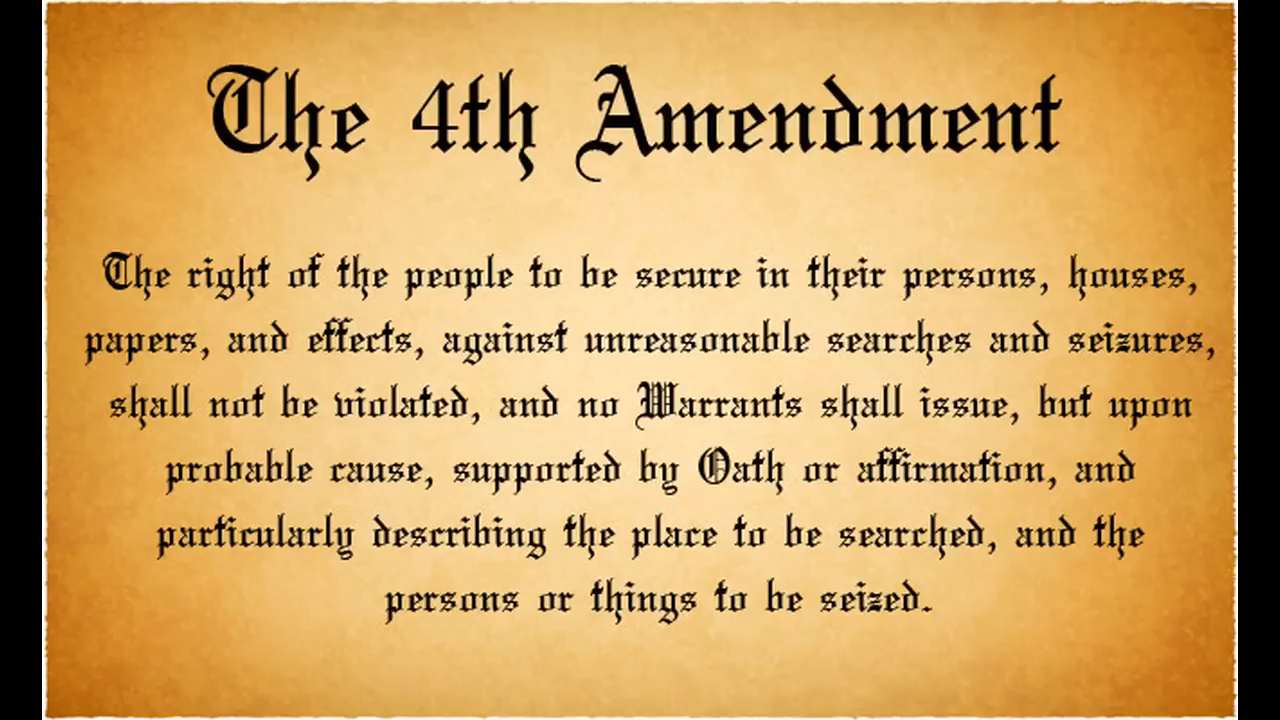 The 4th Amendment
The right of the people to be secure in their persons, houses,
papers, and effects, against unreasonable searches and seizures,
shall not be violated, and no Warrants shall issue, but upon
probable cause, supported by Oath or affirmation, and
particularly describing the place to be searched, and the
persons or things to be seized.